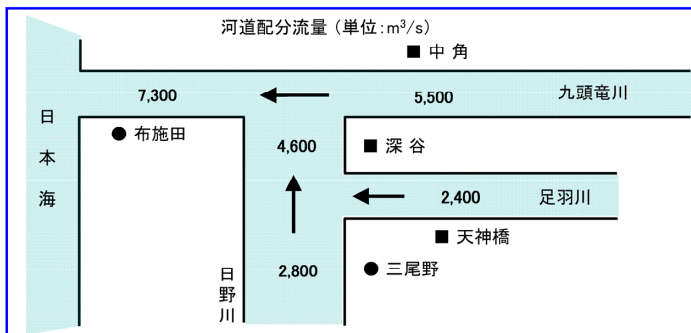 河道配分流量（単位：m³/s）
■ 中 角
7,300
5,500
九頭竜川
日本海
● 布施田
4,600
■ 深 谷
2,400
足羽川
■ 天神橋
2,800
● 三尾野
日野川